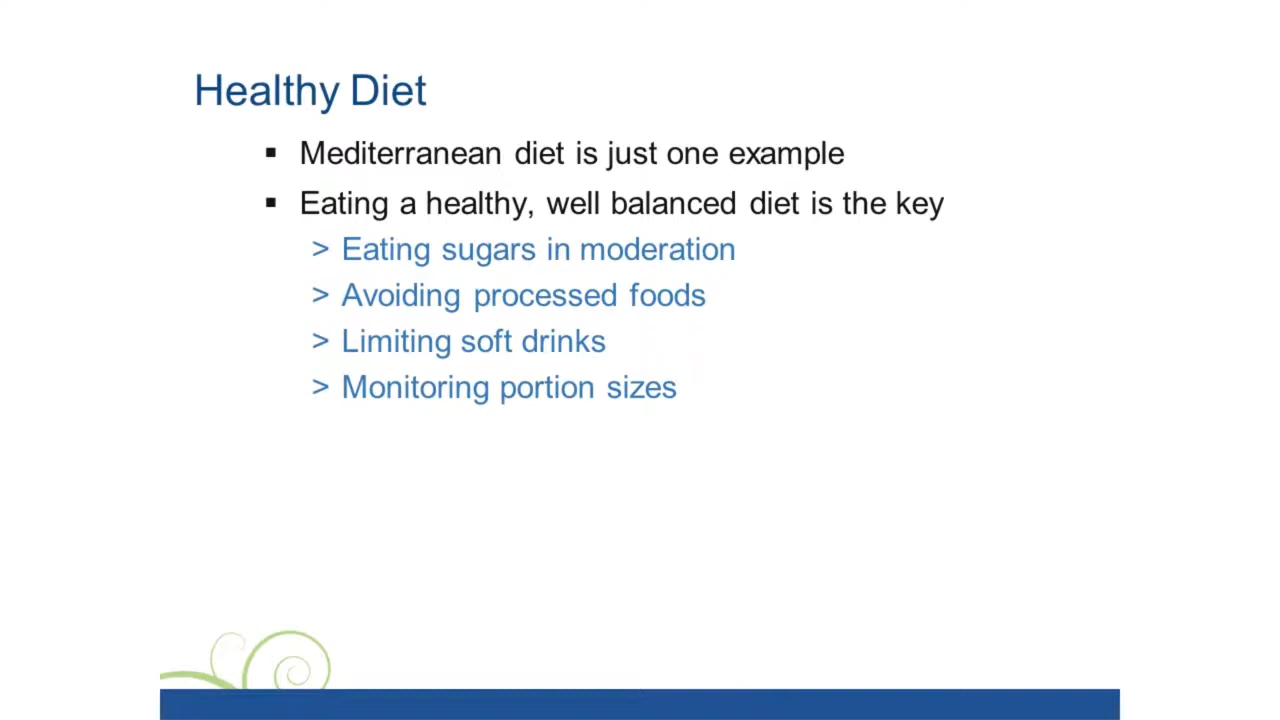 Healthy Diet
▪ Mediterranean diet is just one example
▪ Eating a healthy, well balanced diet is the key
> Eating sugars in moderation
> Avoiding processed foods
> Limiting soft drinks
> Monitoring portion sizes